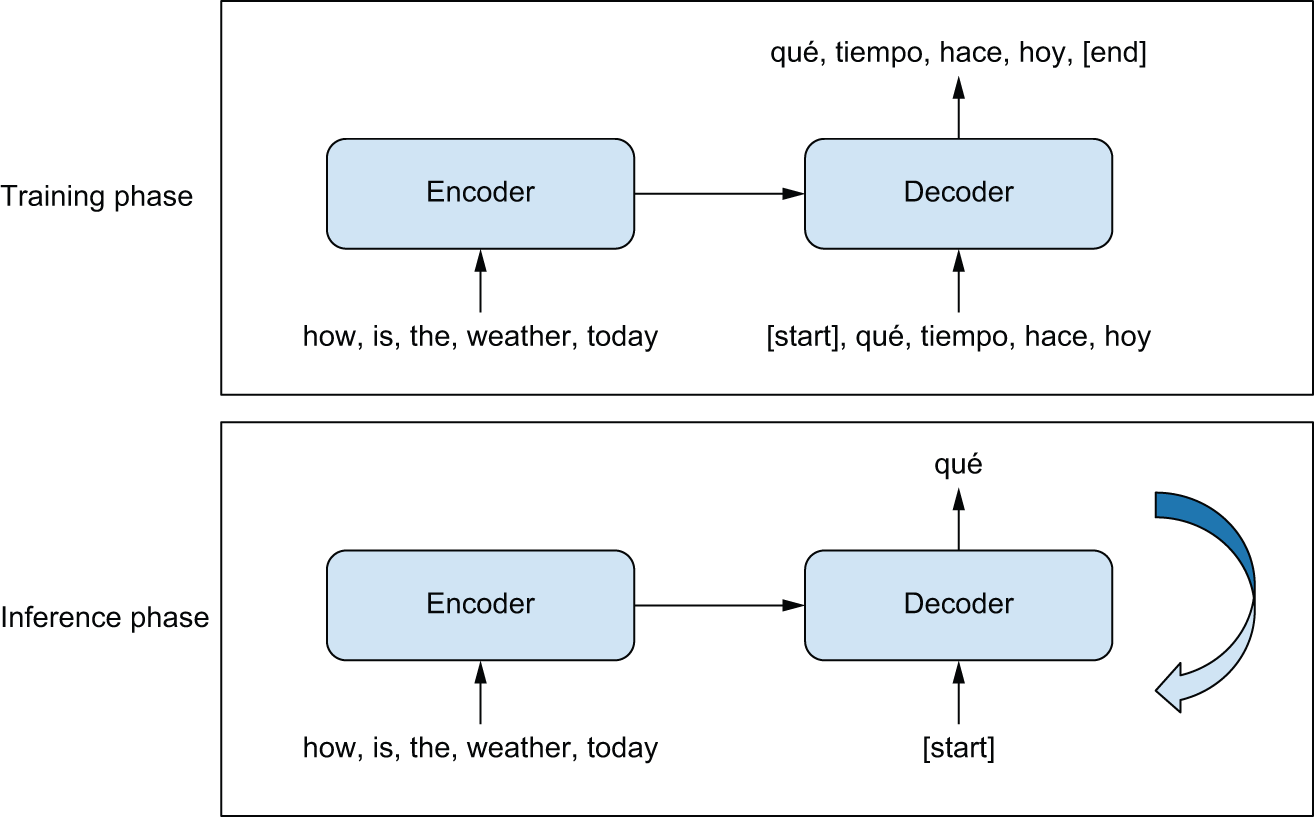 Training phase
qué, tiempo, hace, hoy, [end]
Encoder
Decoder
how, is, the, weather, today
[start], qué, tiempo, hace, hoy
Inference phase
qué
Encoder
Decoder
how, is, the, weather, today
[start]